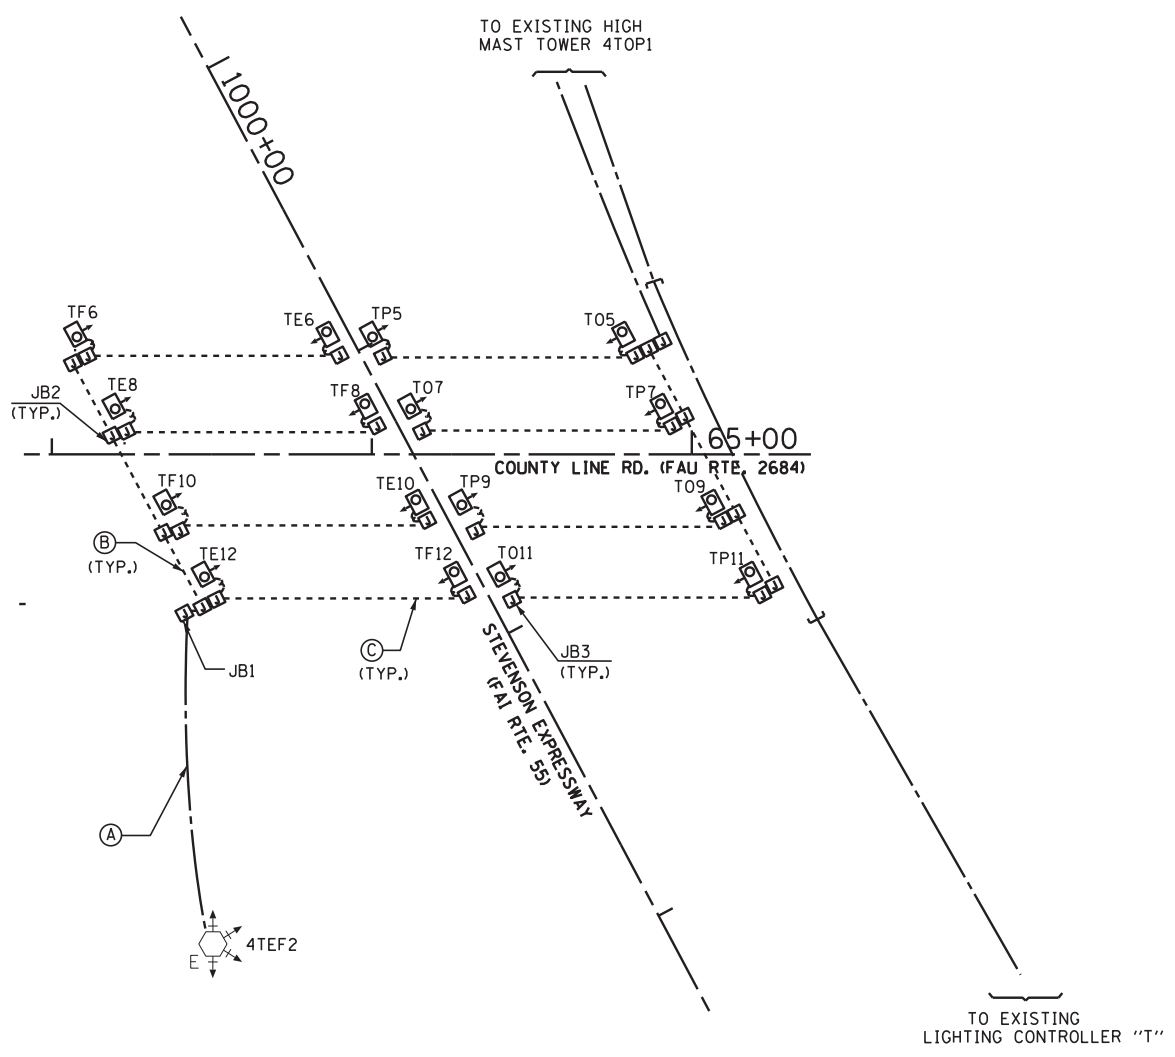 TO EXISTING HIGH
MAST TOWER 4TOP1
1000+00
TF6
TE6
TP5
TO5
JB2
(TYP.)
TE8
TF8
TO7
TP7
65+00
COUNTY LINE RD. (FAU RTE. 2684)
TF10
TE10
TP9
TO9
B
(TYP.)
TE12
TF12
TO11
TP11
JB1
C
(TYP.)
JB3
(TYP.)
STEVENSON EXPRESSWAY
(FAI RTE. 55)
A
4TEF2
E
TO EXISTING
LIGHTING CONTROLLER "T"